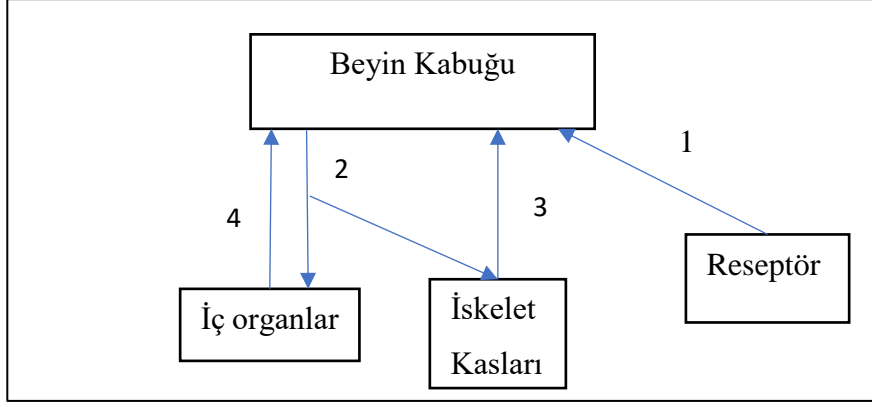 Beyin Kabuğu
1
2
4
3
Reseptör
İç organlar
İskelet
Kasları